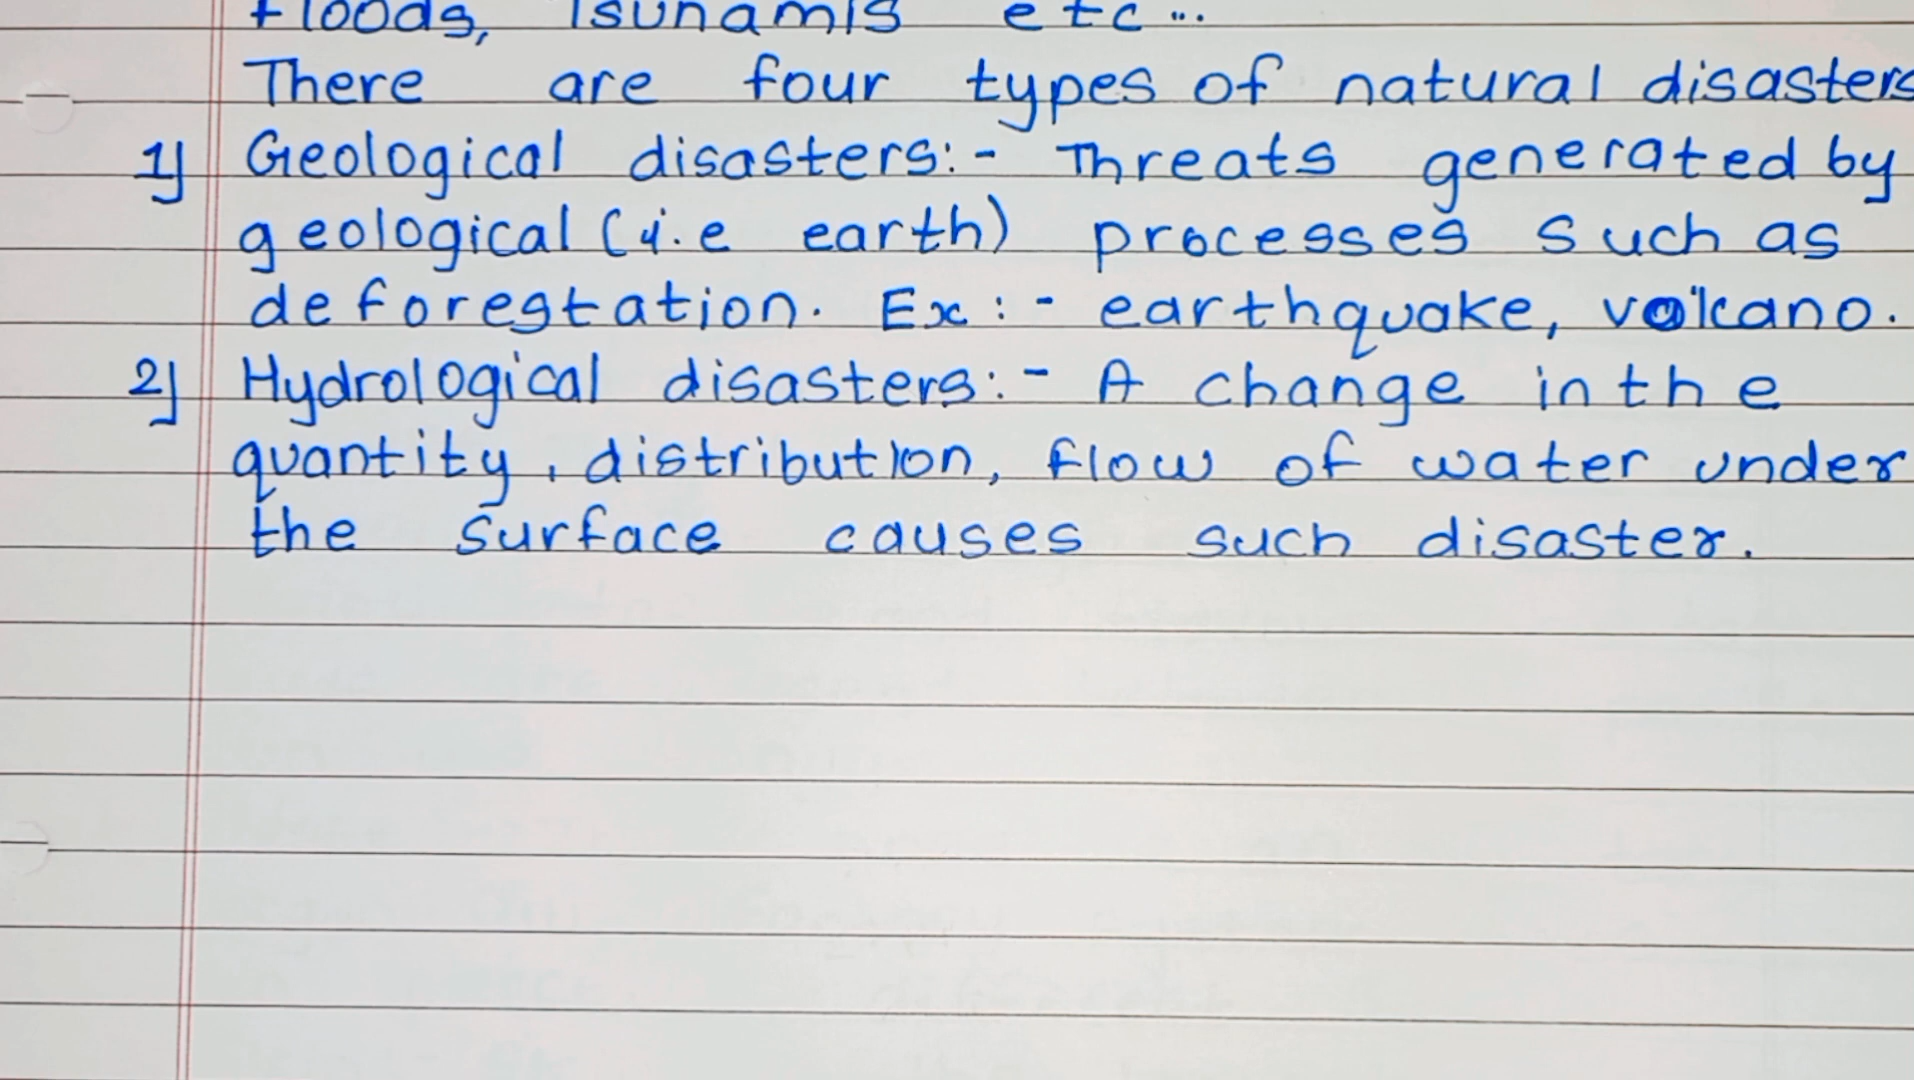 floods, Tsunamis etc...
There are four types of natural disasters
1) Geological disasters:- Threats generated by
geological (i.e earth) processes such as
deforestation. Ex:- earthquake, volcano.
2) Hydrological disasters:- A change in the
quantity, distribution, flow of water under
the surface causes such disaster.